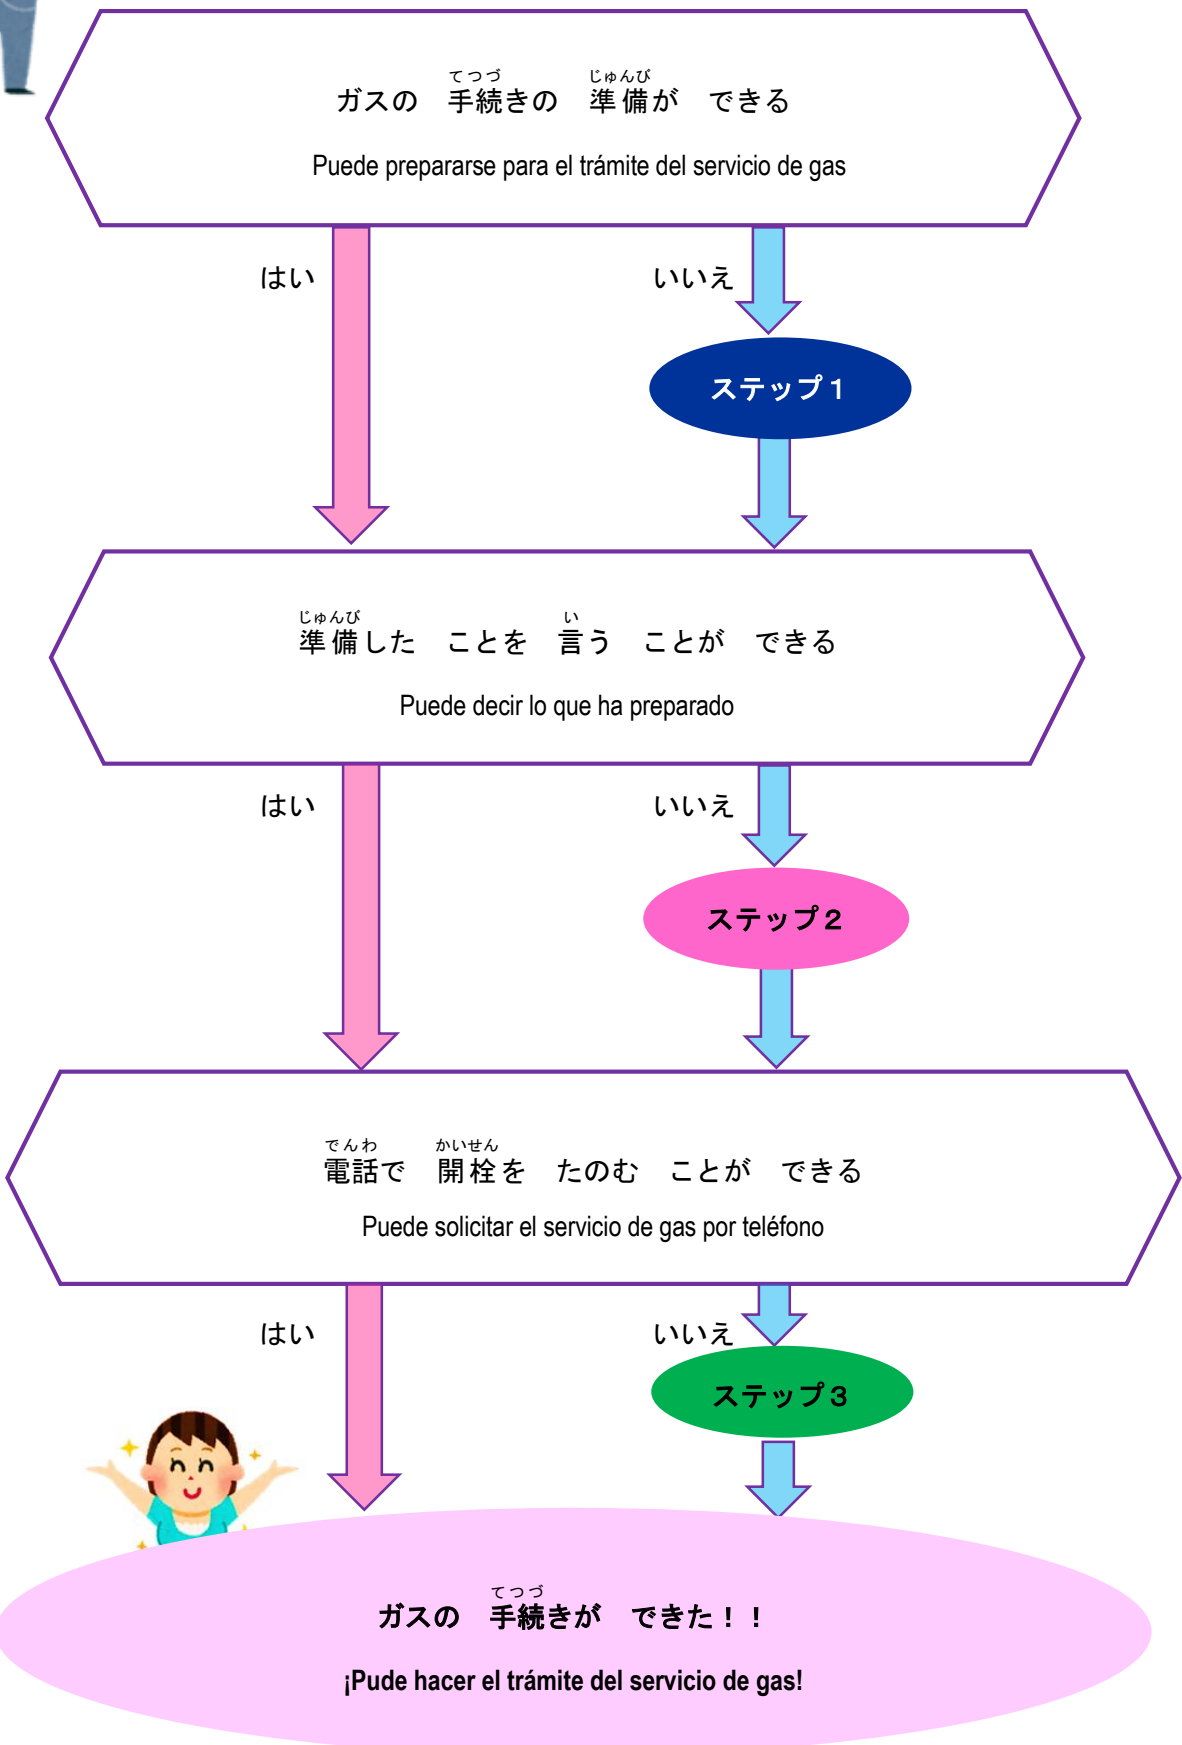 ガスの　手続きの　準備が　できる
てつづ　じゅんび
Puede prepararse para el trámite del servicio de gas
はい　いいえ
ステップ１
じゅんび　い
準備した　ことを　言う　ことが　できる
Puede decir lo que ha preparado
はい　いいえ
ステップ２
でんわ　かいせん
電話で　開栓を　たのむ　ことが　できる
Puede solicitar el servicio de gas por teléfono
はい　いいえ
ステップ３
てつづ
ガスの　手続きが　できた！！
¡Pude hacer el trámite del servicio de gas!